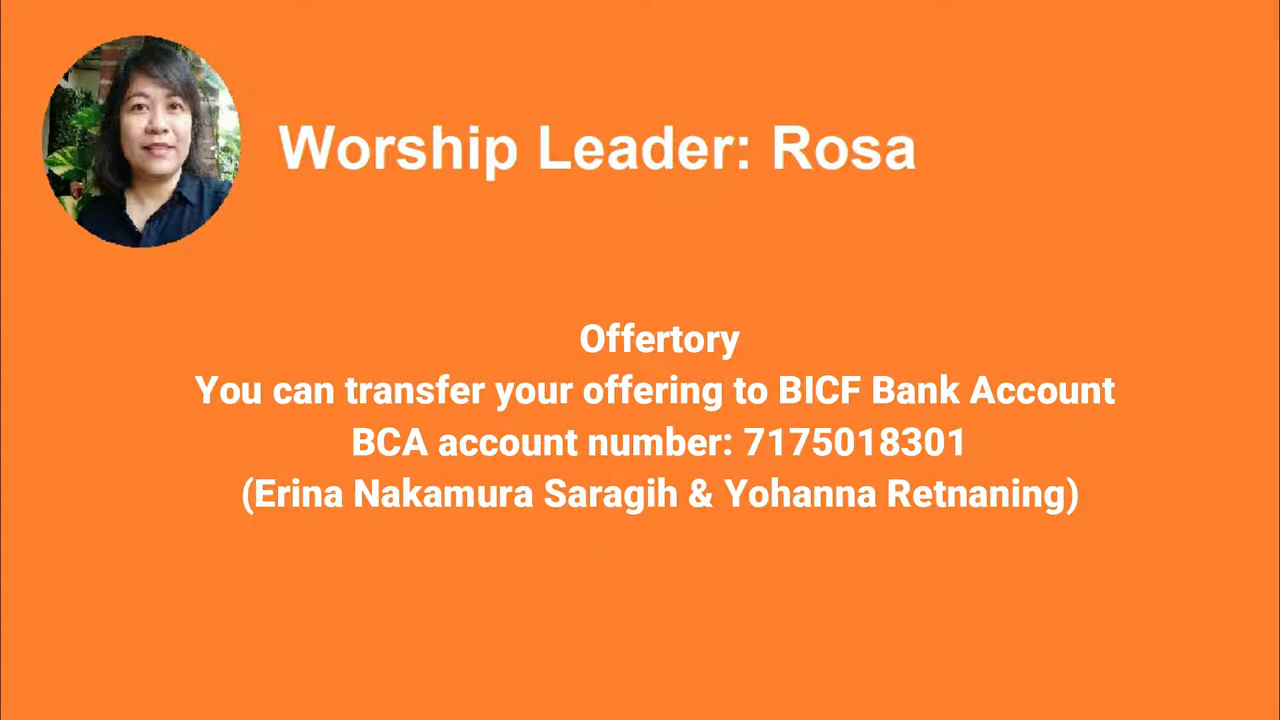 Worship Leader: Rosa
Offertory
You can transfer your offering to BICF Bank Account
BCA account number: 7175018301
(Erina Nakamura Saragih & Yohanna Retnaning)